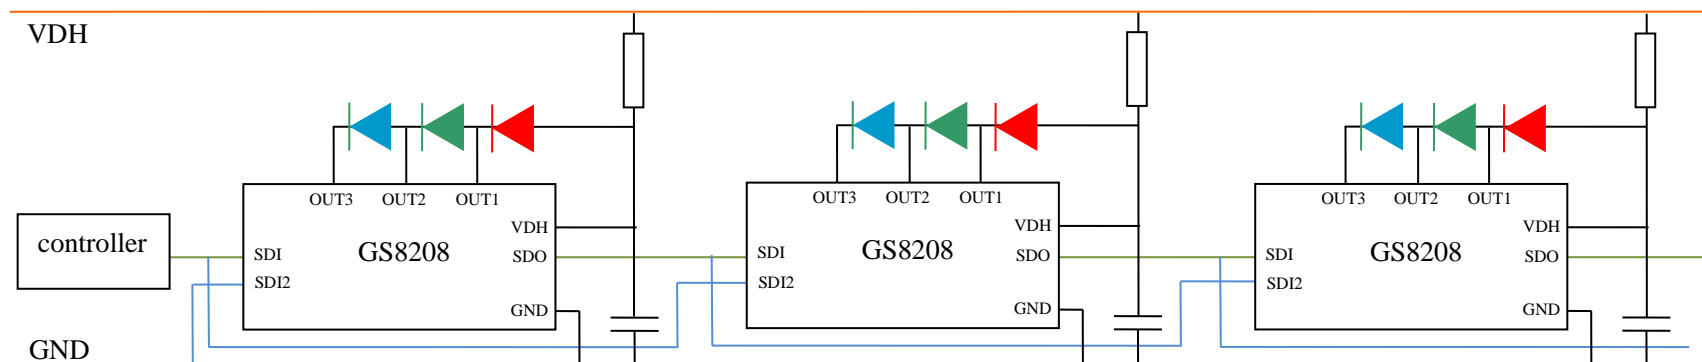 VDH
OUT3 OUT2 OUT1
OUT3 OUT2 OUT1
OUT3 OUT2 OUT1
controller
SDI
SDI2
GS8208
VDH
SDO
GND
SDI
SDI2
GS8208
VDH
SDO
GND
SDI
SDI2
GS8208
VDH
SDO
GND
GND